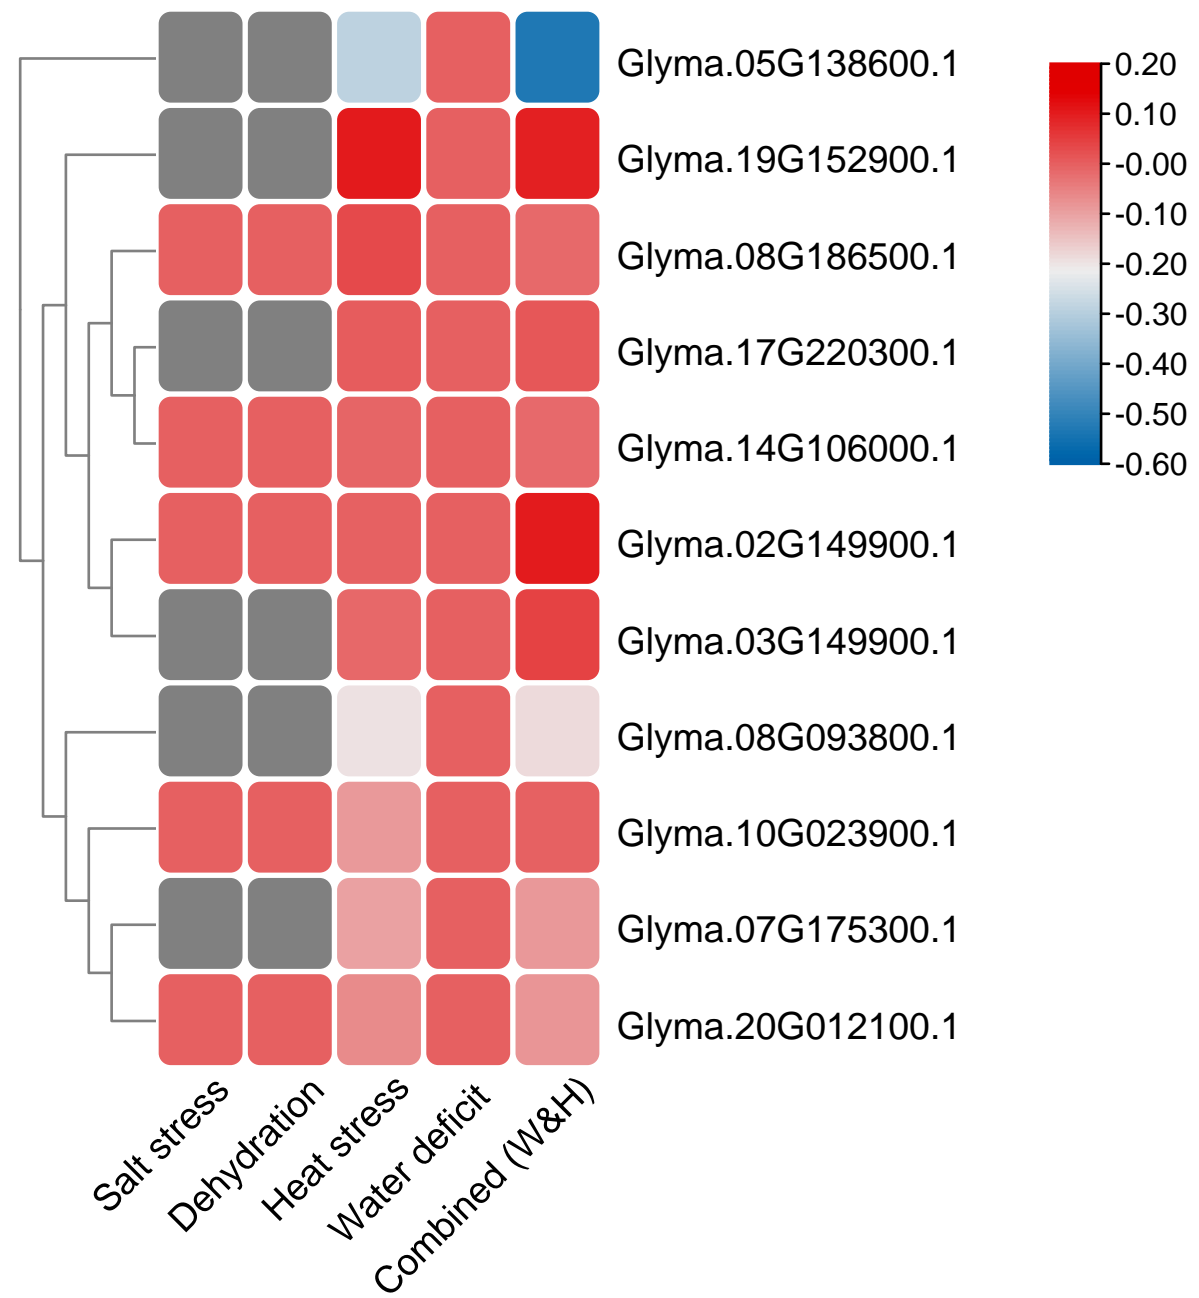 Glyma.05G138600.1
Glyma.19G152900.1
Glyma.08G186500.1
Glyma.17G220300.1
Glyma.14G106000.1
Glyma.02G149900.1
Glyma.03G149900.1
Glyma.08G093800.1
Glyma.10G023900.1
Glyma.07G175300.1
Glyma.20G012100.1
0.20
0.10
-0.00
-0.10
-0.20
-0.30
-0.40
-0.50
-0.60
Salt stress
Dehydration
Heat stress
Water deficit
Combined (W&H)